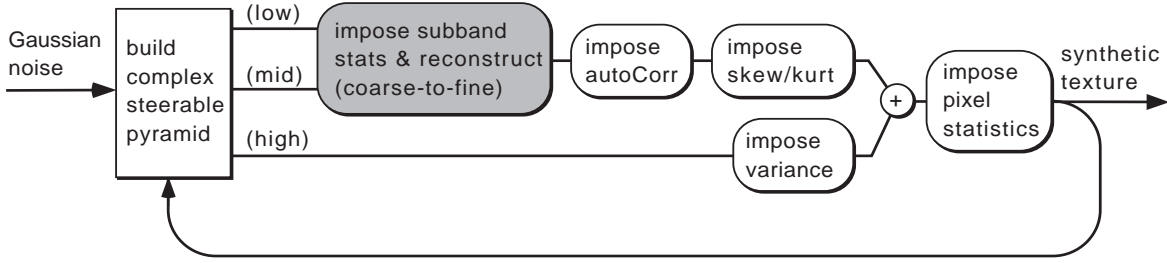 Gaussian
noise
build
complex
steerable
pyramid
(low)
(mid)
(high)
impose subband
stats & reconstruct
(coarse-to-fine)
impose
autoCorr
impose
skew/kurt
impose
variance
+
impose
pixel
statistics
synthetic
texture